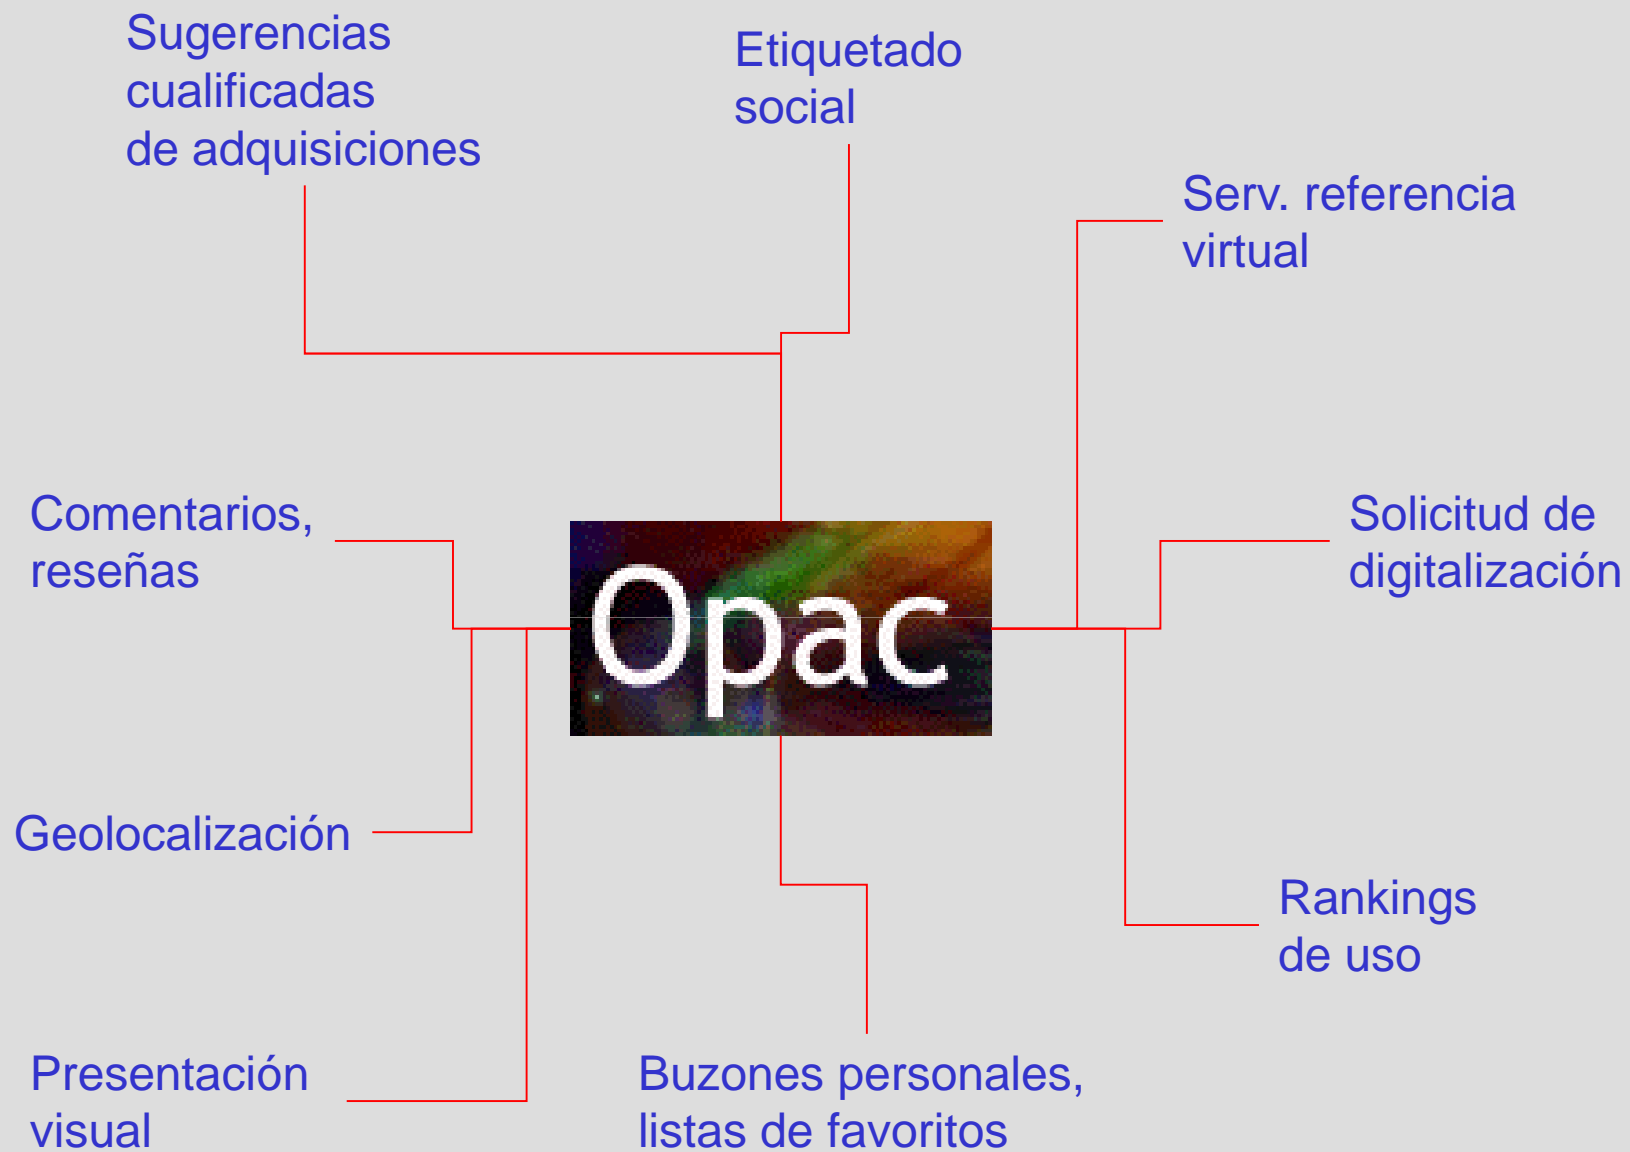 Sugerencias
cualificadas
de adquisiciones
Etiquetado
social
Serv. referencia
virtual
Comentarios,
reseñas
Opac
Solicitud de
digitalización
Geolocalización
Rankings
de uso
Presentación
visual
Buzones personales,
listas de favoritos